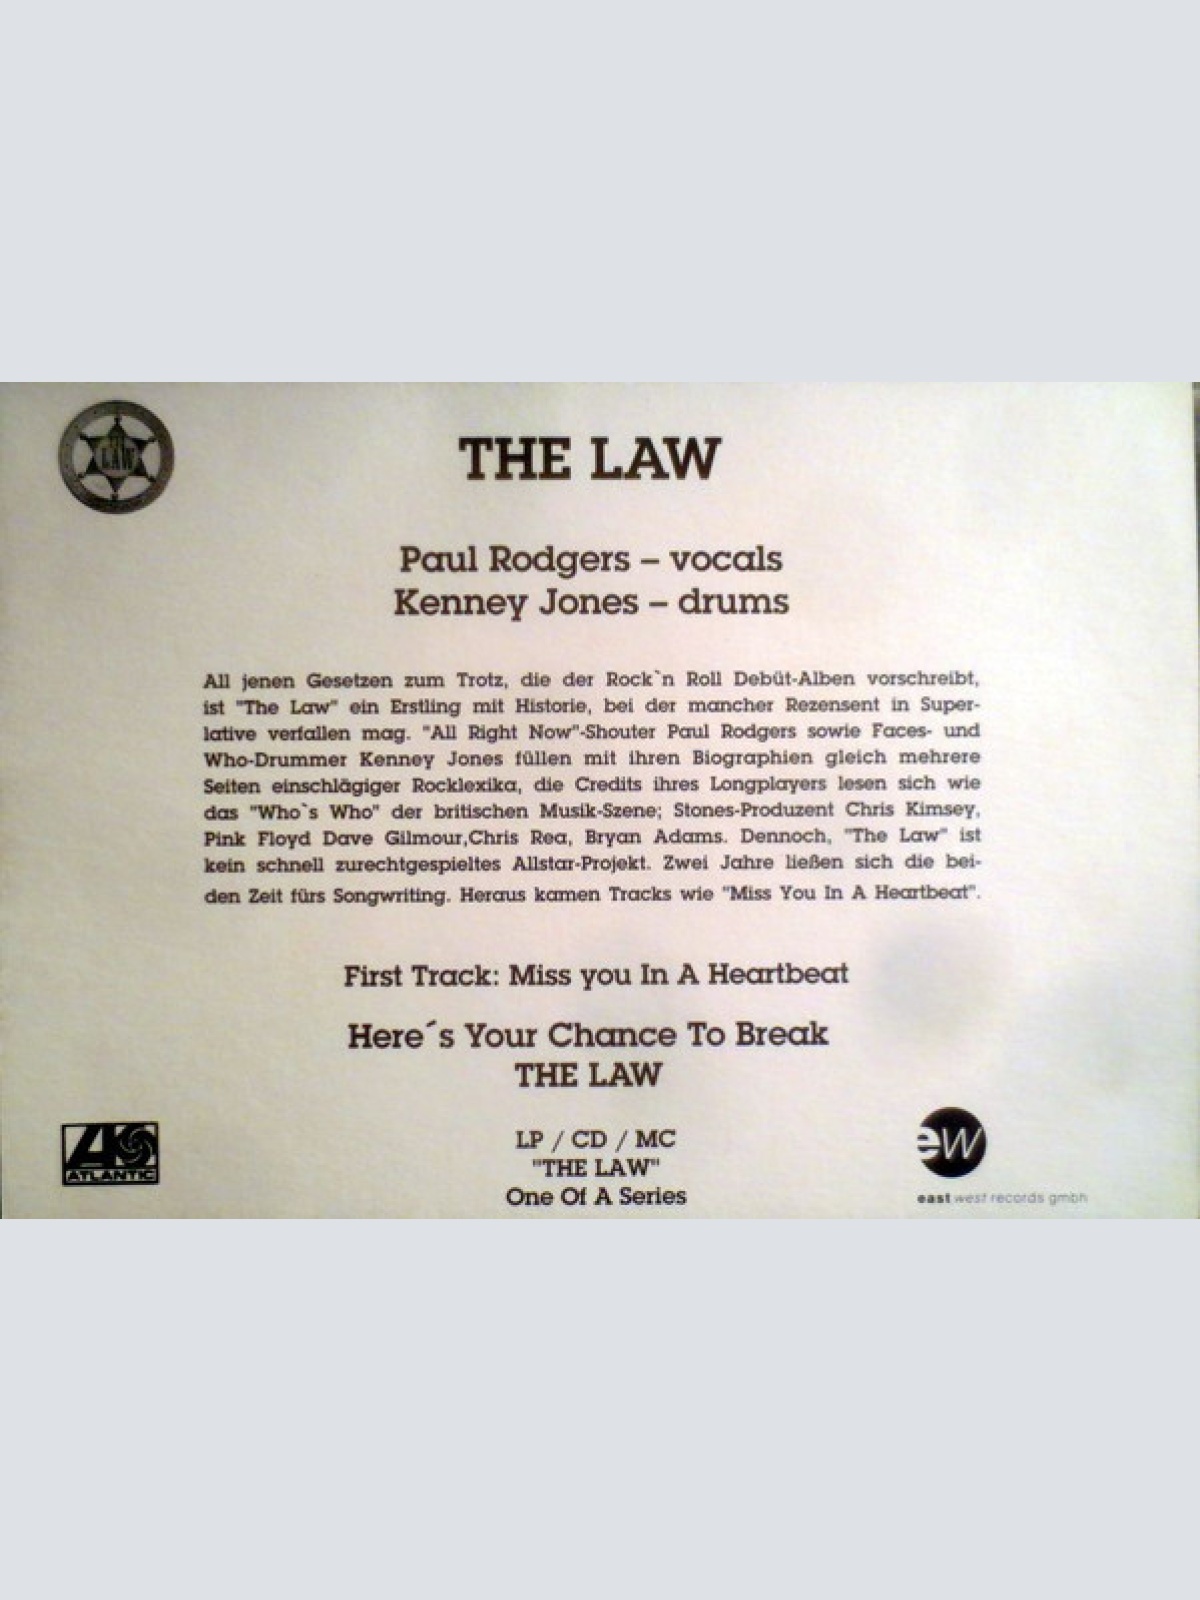 LAW
THE LAW
Paul Rodgers – vocals
Kenney Jones – drums
All jenen Gesetzen zum Trotz, die der Rock`n Roll Debüt-Alben vorschreibt,
ist "The Law" ein Erstling mit Historie, bei der mancher Rezensent in Super-
lative verfallen mag. "All Right Now"-Shouter Paul Rodgers sowie Faces- und
Who-Drummer Kenney Jones füllen mit ihren Biographien gleich mehrere
Seiten einschlägiger Rocklexika, die Credits ihres Longplayers lesen sich wie
das "Who`s Who" der britischen Musik-Szene; Stones-Produzent Chris Kimsey,
Pink Floyd Dave Gilmour,Chris Rea, Bryan Adams. Dennoch, "The Law" ist
kein schnell zurechtgespieltes Allstar-Projekt. Zwei Jahre ließen sich die bei-
den Zeit fürs Songwriting. Heraus kamen Tracks wie "Miss You In A Heartbeat".
First Track: Miss you In A Heartbeat
Here´s Your Chance To Break
THE LAW
LP / CD / MC
"THE LAW"
One Of A Series
ATLANTIC
ew
east west records gmbh